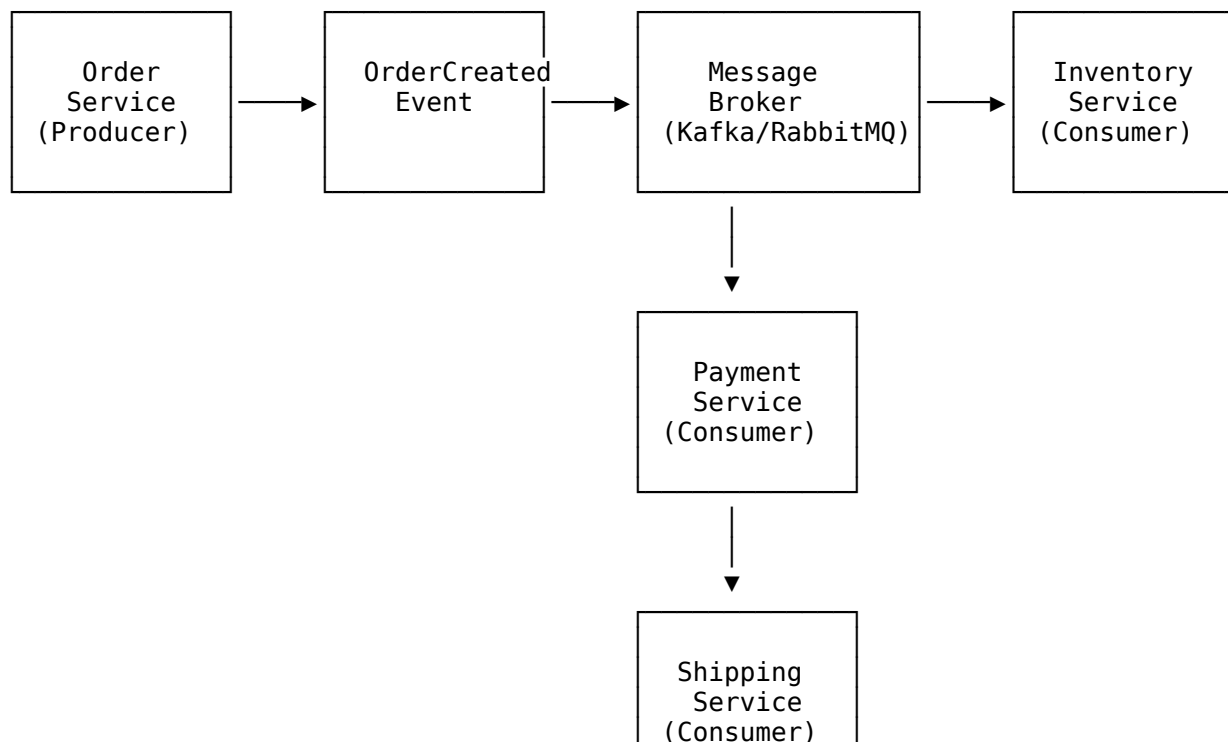 Order
Service
(Producer)
OrderCreated
Event
Message
Broker
(Kafka/RabbitMQ)
Inventory
Service
(Consumer)
Payment
Service
(Consumer)
Shipping
Service
(Consumer)